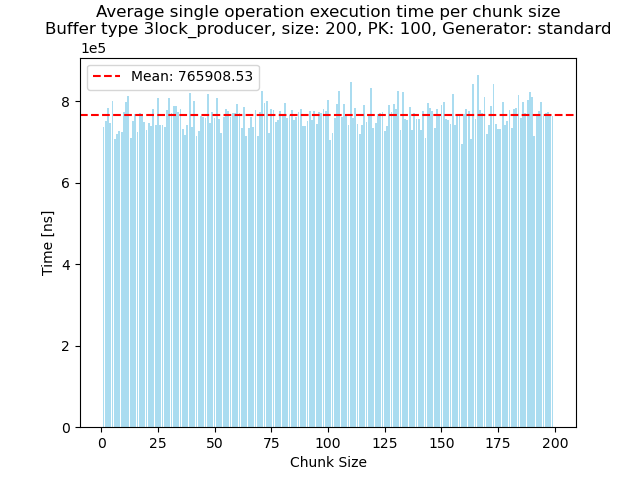 Average single operation execution time per chunk size
Buffer type 3lock_producer, size: 200, PK: 100, Generator: standard
1e5
Mean: 765908.53
8
6
4
2
0
Time [ns]
0 25 50 75 100 125 150 175 200
Chunk Size